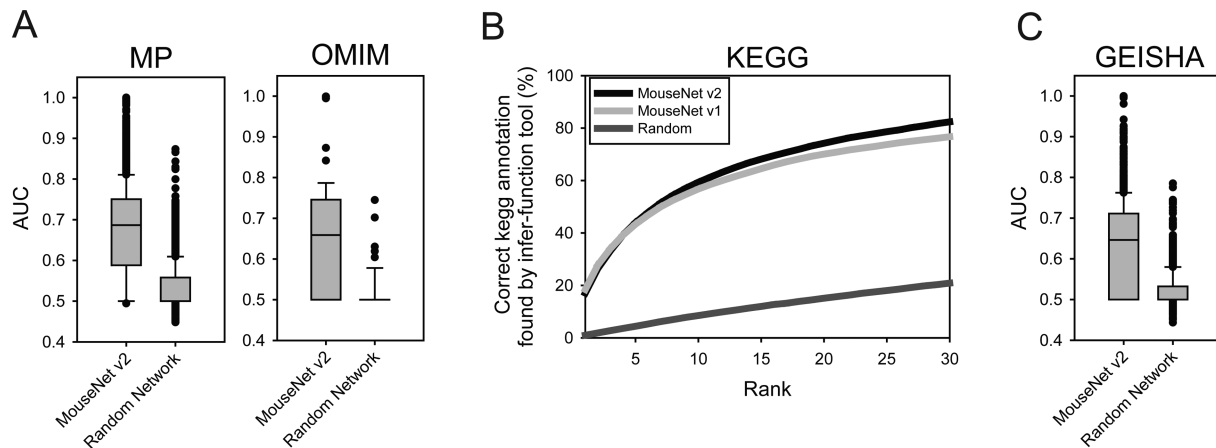 A
MP
OMIM
AUC
1.0
0.9
0.8
0.7
0.6
0.5
0.4
MouseNet v2
Random Network
1.0
0.9
0.8
0.7
0.6
0.5
0.4
MouseNet v2
Random Network
B
KEGG
Correct kegg annotation
found by infer-function tool (%)
100
80
60
40
20
0
MouseNet v2
MouseNet v1
Random
5
10
15
20
25
30
Rank
C
GEISHA
AUC
1.0
0.9
0.8
0.7
0.6
0.5
0.4
MouseNet v2
Random Network